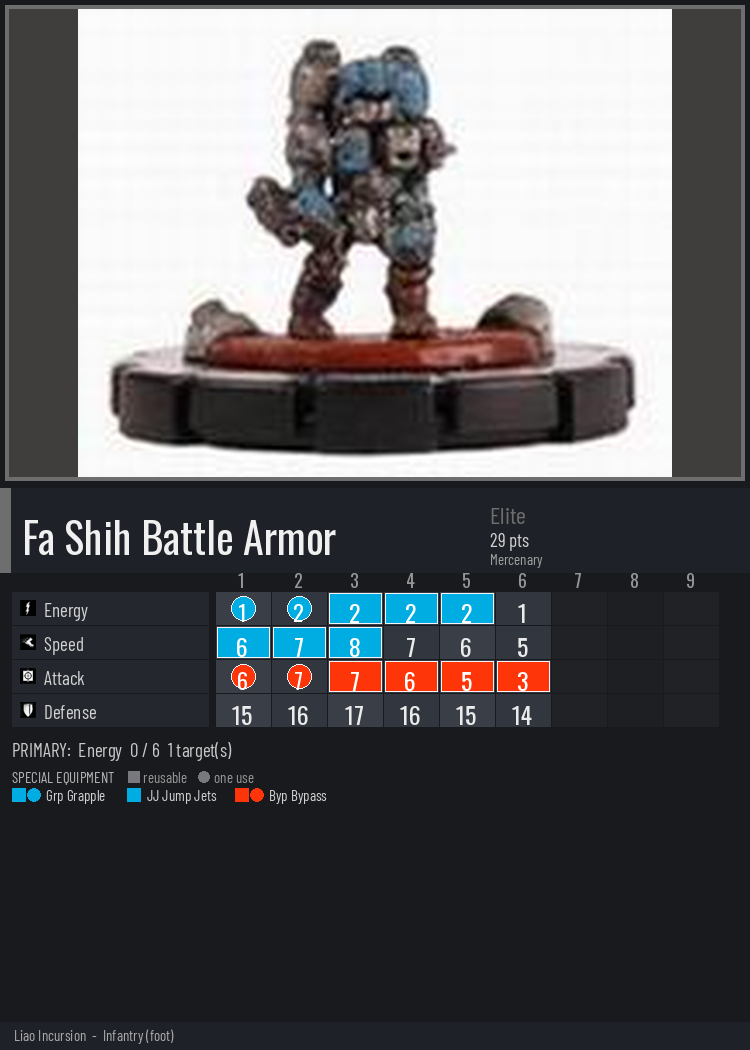 Fa Shih Battle Armor
Elite
29 pts
Mercenary
1 2 3 4 5 6 7 8 9
Energy 1 2 2 2 2 1
Speed 6 7 8 7 6 5
Attack 6 7 7 6 5 3
Defense 15 16 17 16 15 14
PRIMARY: Energy 0 / 6 1 target(s)
SPECIAL EQUIPMENT reusable one use
Grp Grapple JJ Jump Jets Byp Bypass
Liao Incursion - Infantry (foot)